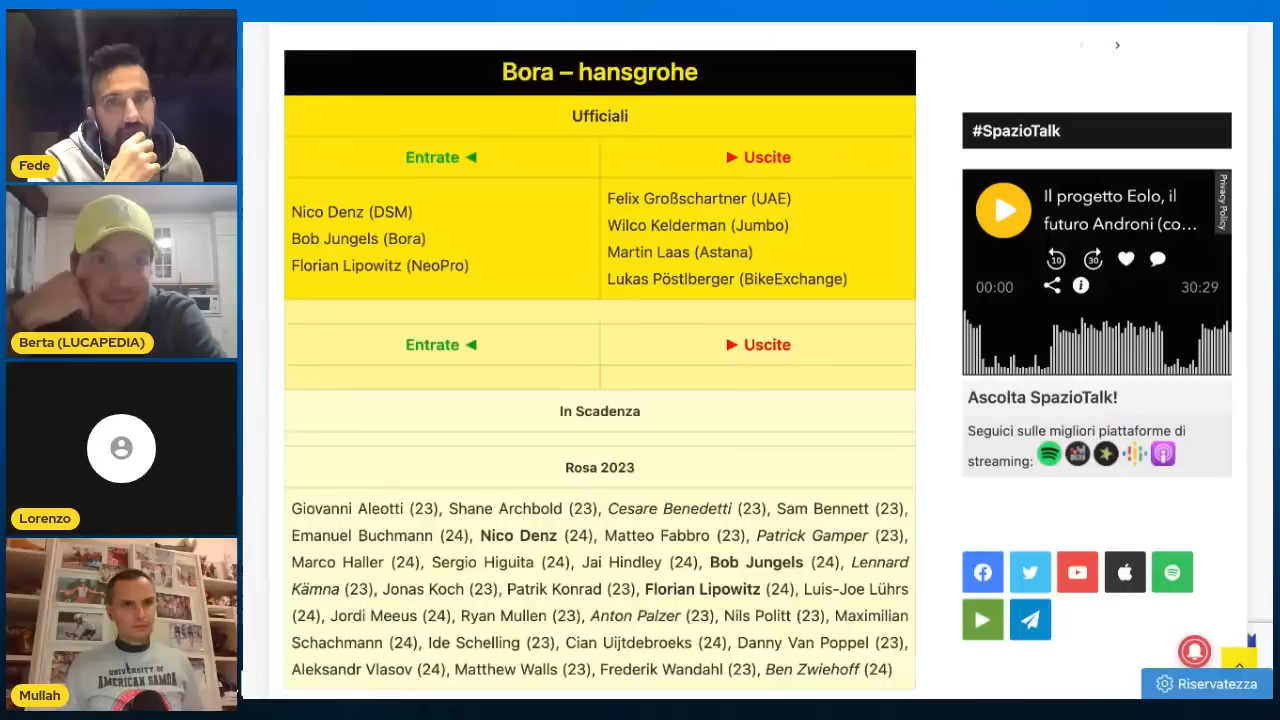 Fede
Berta (LUCAPEDIA)
Lorenzo
UNIVERSITY OF
AMERICAN SAMOA
Mullah
Bora – hansgrohe
Ufficiali
Entrate ◄
► Uscite
Nico Denz (DSM)
Bob Jungels (Bora)
Florian Lipowitz (NeoPro)
Felix Großschartner (UAE)
Wilco Kelderman (Jumbo)
Martin Laas (Astana)
Lukas Pöstlberger (BikeExchange)
Entrate ◄
► Uscite
In Scadenza
Rosa 2023
Giovanni Aleotti (23), Shane Archbold (23), Cesare Benedetti (23), Sam Bennett (23),
Emanuel Buchmann (24), Nico Denz (24), Matteo Fabbro (23), Patrick Gamper (23),
Marco Haller (24), Sergio Higuita (24), Jai Hindley (24), Bob Jungels (24), Lennard
Kämna (23), Jonas Koch (23), Patrik Konrad (23), Florian Lipowitz (24), Luis-Joe Lührs
(24), Jordi Meeus (24), Ryan Mullen (23), Anton Palzer (23), Nils Politt (23), Maximilian
Schachmann (24), Ide Schelling (23), Cian Uijtdebroeks (24), Danny Van Poppel (23),
Aleksandr Vlasov (24), Matthew Walls (23), Frederik Wandahl (23), Ben Zwiehoff (24)
#SpazioTalk
Il progetto Eolo, il
futuro Androni (co...
Privacy Policy
10
30
00:00
30:29
Ascolta SpazioTalk!
Seguici sulle migliori piattaforme di
streaming:
Riservatezza